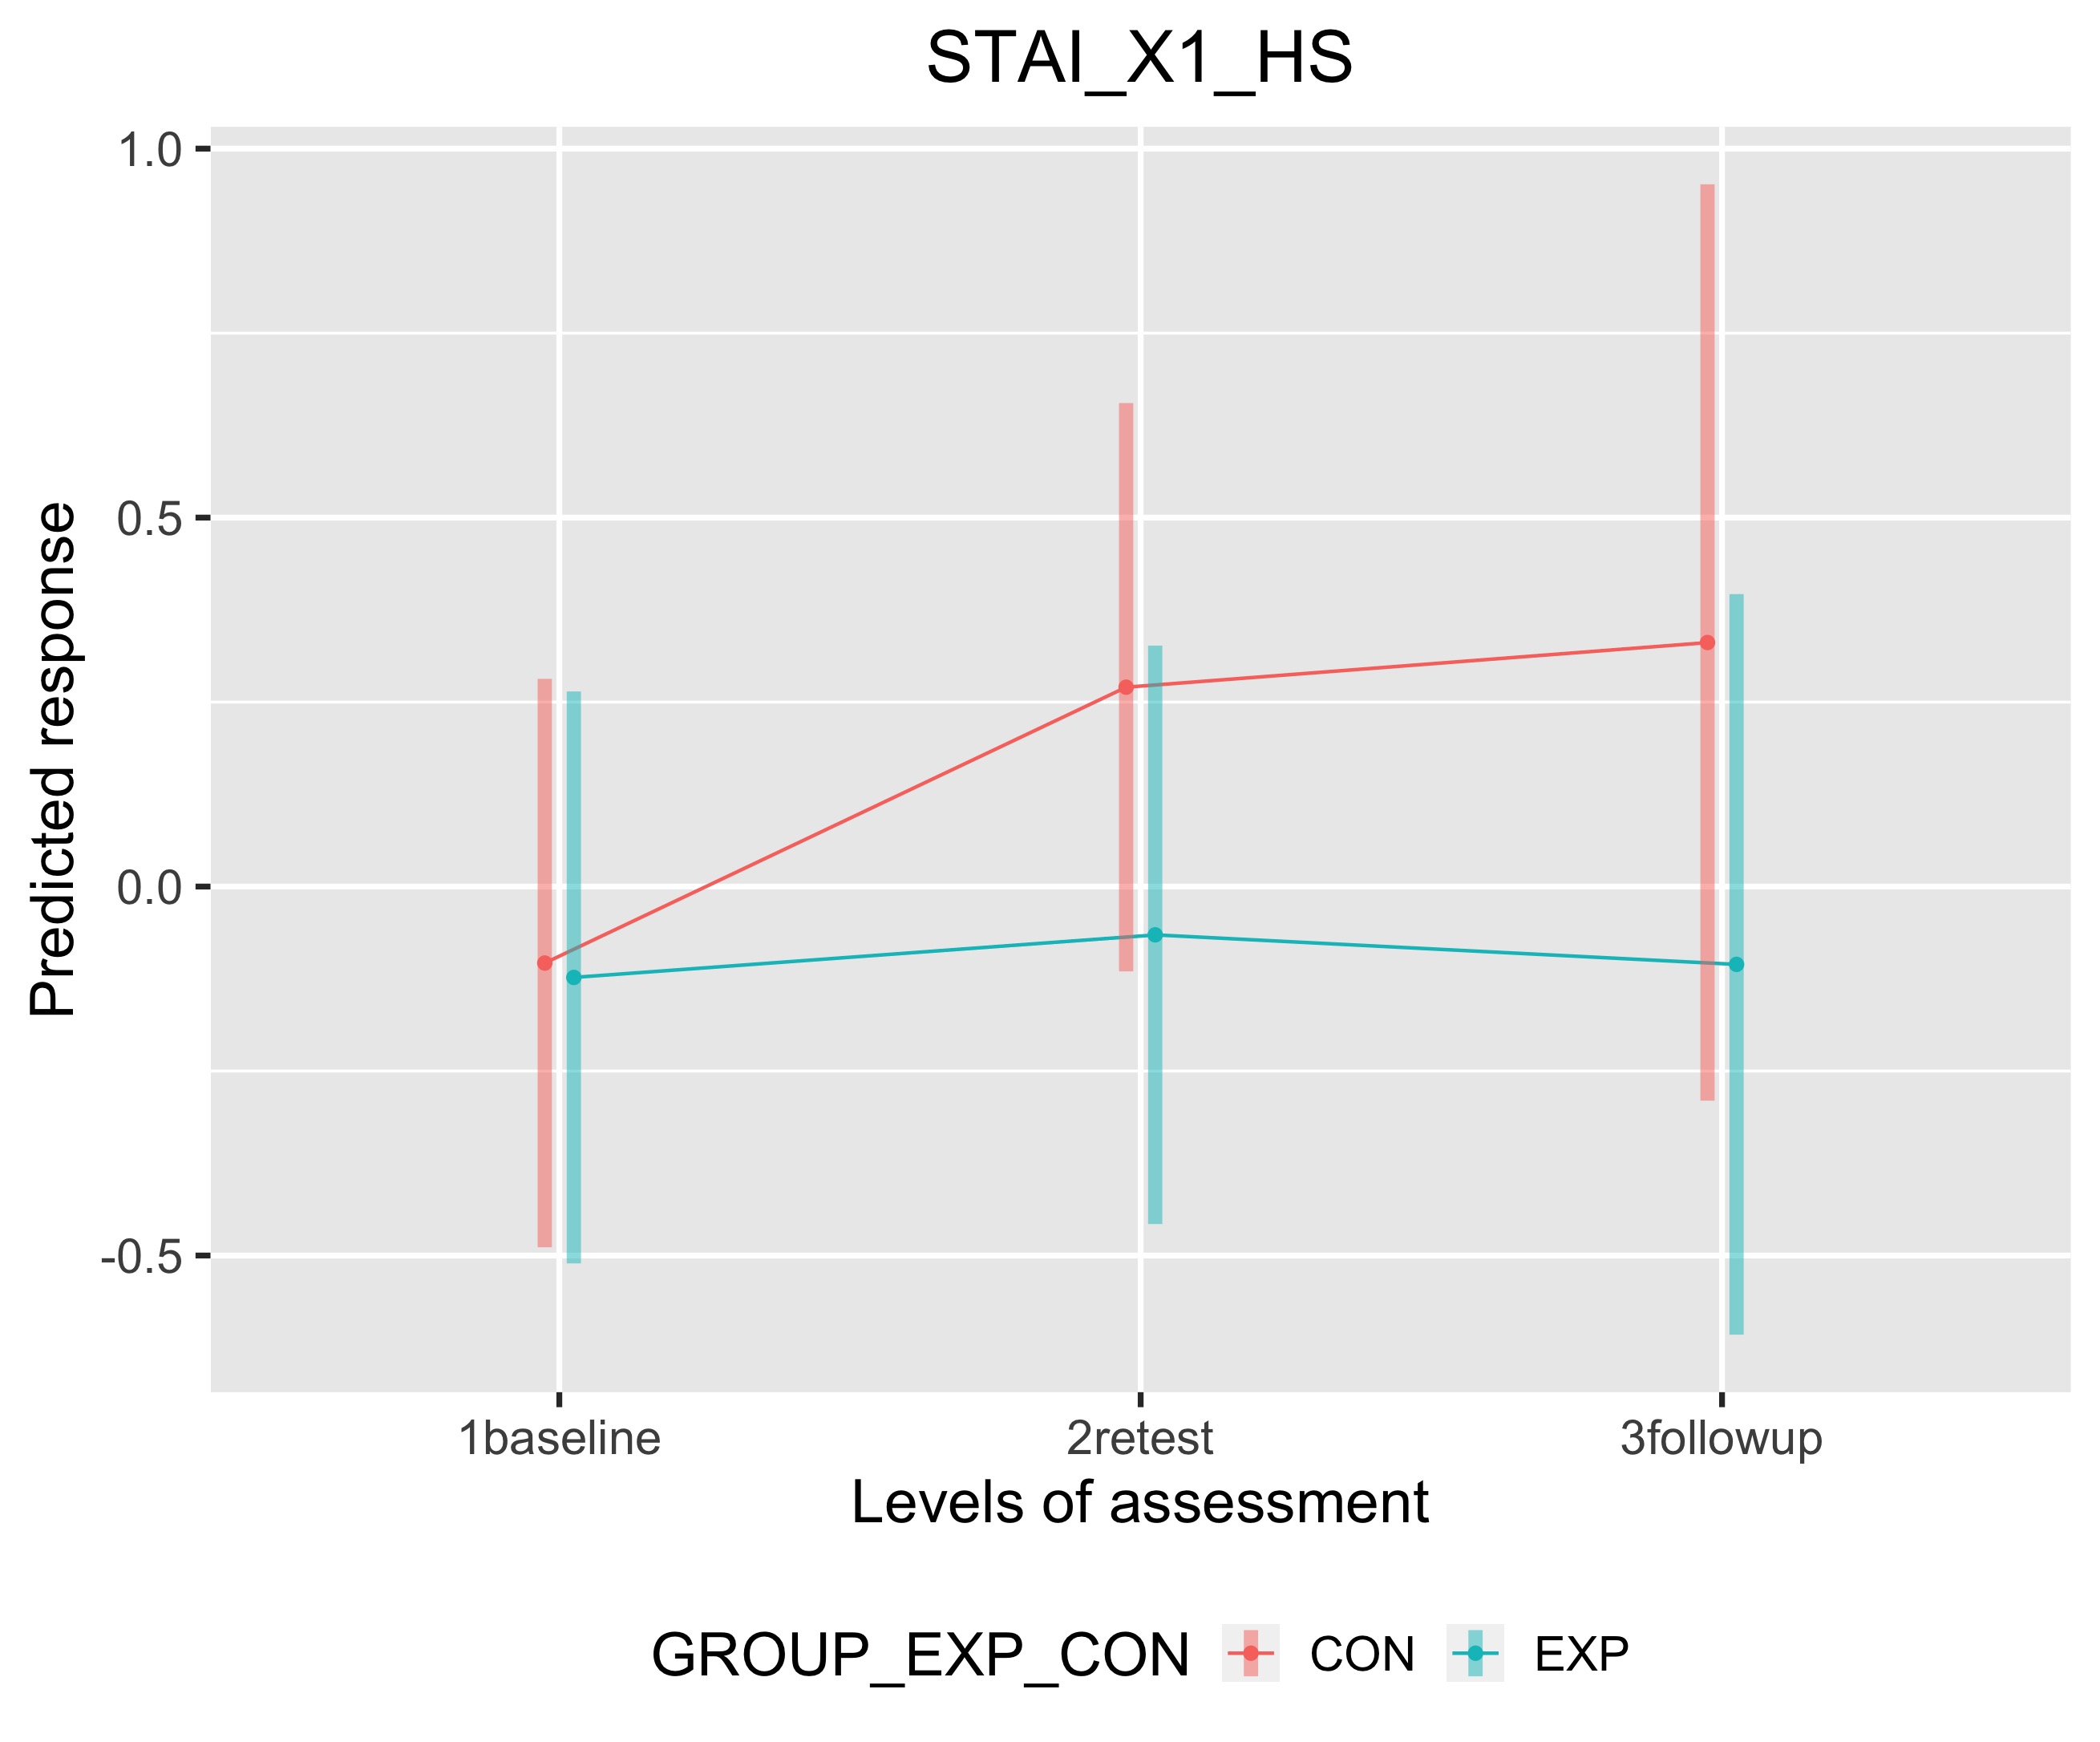 STAI_X1_HS
1.0
0.5
0.0
-0.5
Predicted response
1baseline 2retest 3followup
Levels of assessment
GROUP_EXP_CON CON EXP